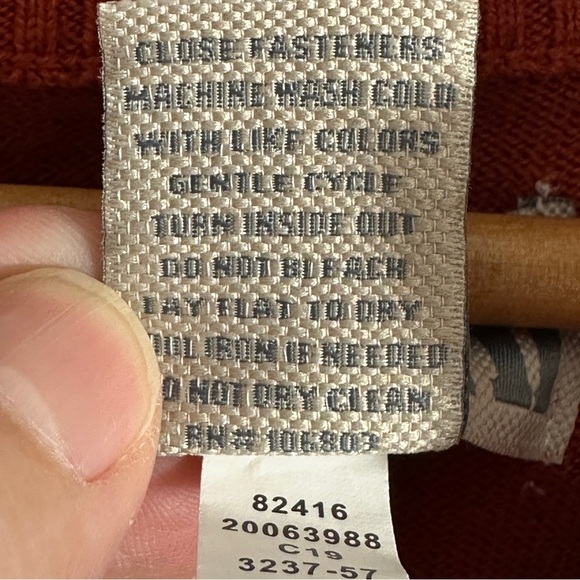 CLOSE FASTENERS
MACHINE WASH COLD
WITH LIKE COLORS
GENTLE CYCLE
TURN INSIDE OUT
DO NOT BLEACH
LAY FLAT TO DRY
IRON IF NEEDED
DO NOT DRY CLEAN
RN# 106803
82416
20063988
C19
3237-57